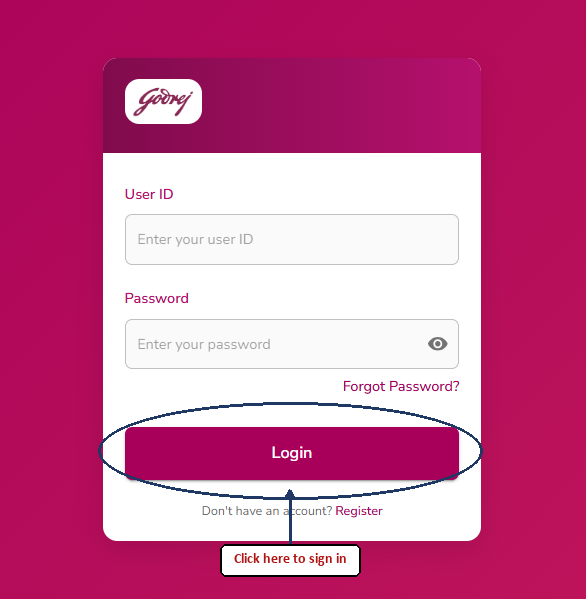 Godrej
User ID
Enter your user ID
Password
Enter your password
Forgot Password?
Login
Don't have an account? Register
Click here to sign in